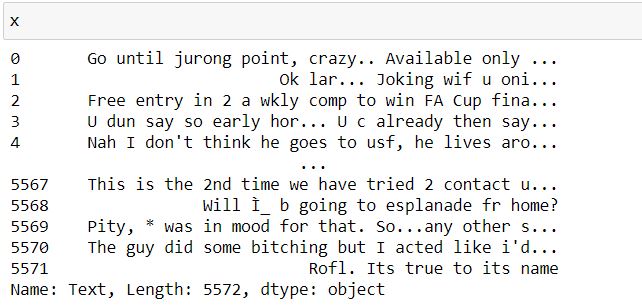 x
0 Go until jurong point, crazy.. Available only ...
1 Ok lar... Joking wif u oni...
2 Free entry in 2 a wkly comp to win FA Cup fina...
3 U dun say so early hor... U c already then say...
4 Nah I don't think he goes to usf, he lives aro...
...
5567 This is the 2nd time we have tried 2 contact u...
5568 Will Ì_ b going to esplanade fr home?
5569 Pity, * was in mood for that. So...any other s...
5570 The guy did some bitching but I acted like i'd...
5571 Rofl. Its true to its name
Name: Text, Length: 5572, dtype: object